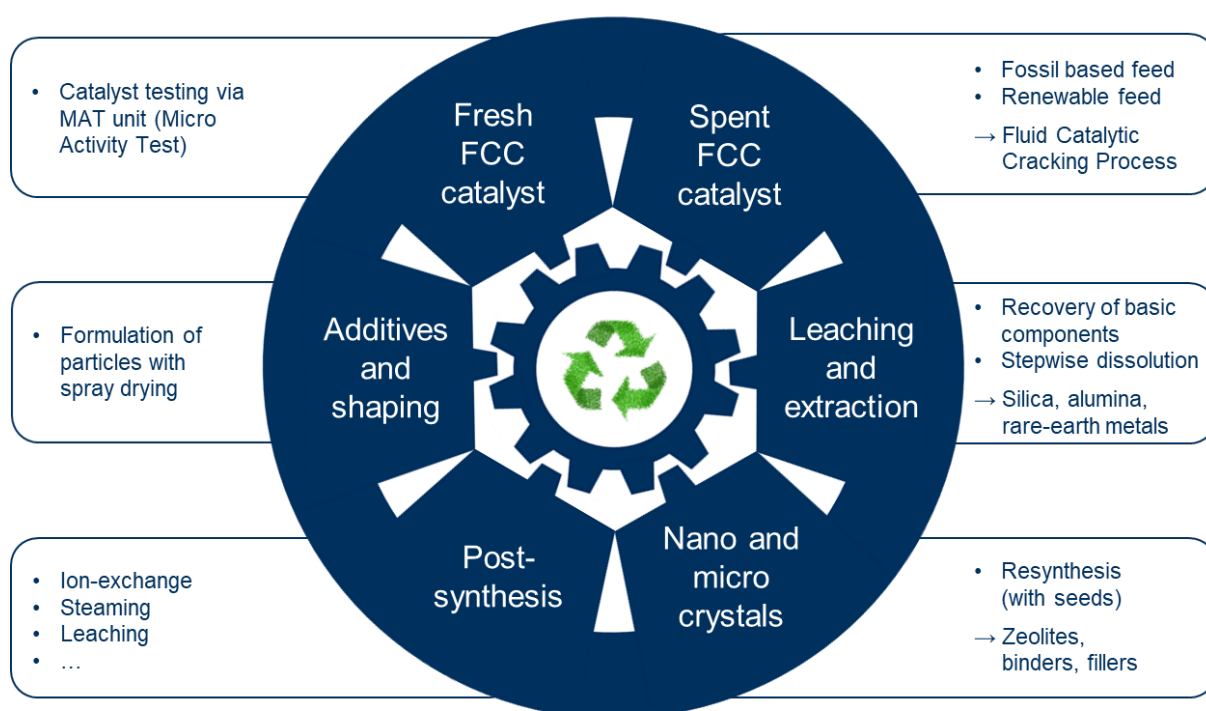 • Catalyst testing via
MAT unit (Micro
Activity Test)
Fresh
FCC
catalyst
Spent
FCC
catalyst
• Fossil based feed
• Renewable feed
→ Fluid Catalytic
Cracking Process
• Formulation of
particles with
spray drying
Additives
and
shaping
Leaching
and
extraction
• Recovery of basic
components
• Stepwise dissolution
→ Silica, alumina,
rare-earth metals
• Ion-exchange
• Steaming
• Leaching
• …
Post-
synthesis
Nano and
micro
crystals
• Resynthesis
(with seeds)
→ Zeolites,
binders, fillers